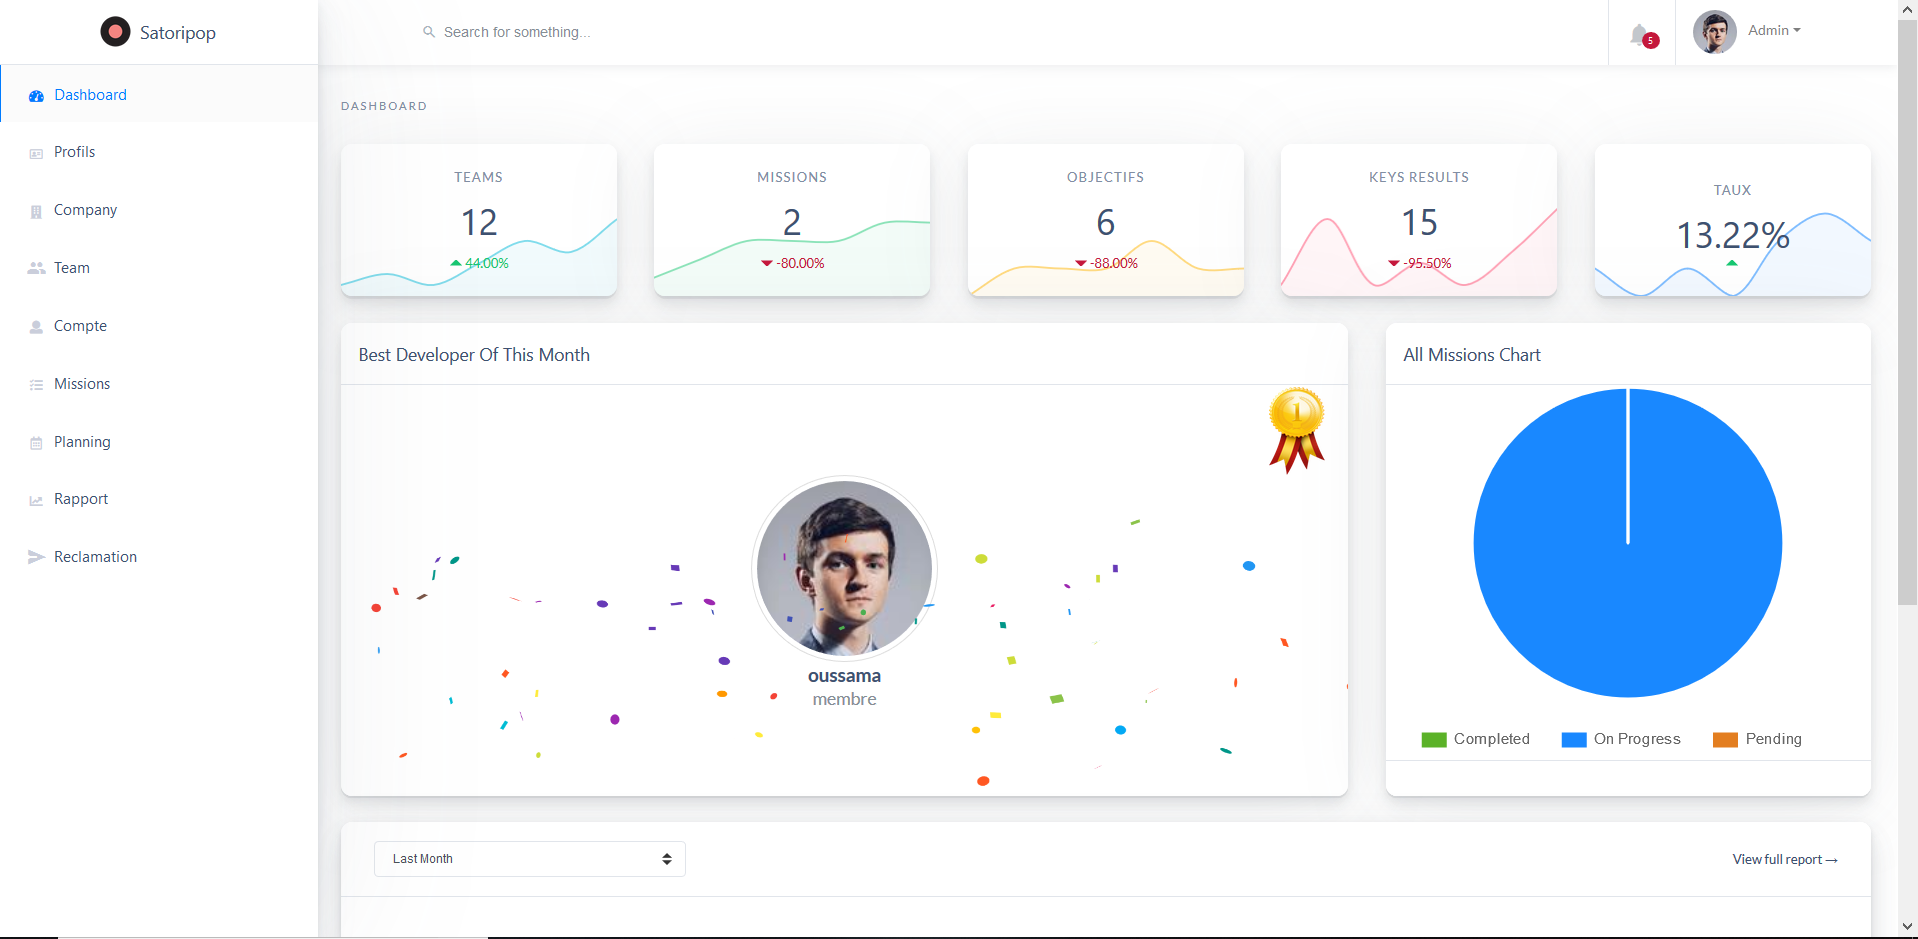 Satoripop
Search for something...
5
Admin
Dashboard
Profils
Company
Team
Compte
Missions
Planning
Rapport
Reclamation
DASHBOARD
TEAMS
12
44.00%
MISSIONS
2
-80.00%
OBJECTIFS
6
-88.00%
KEYS RESULTS
15
-95.50%
TAUX
13.22%
Best Developer Of This Month
1
oussama
membre
All Missions Chart
Completed
On Progress
Pending
Last Month
View full report →